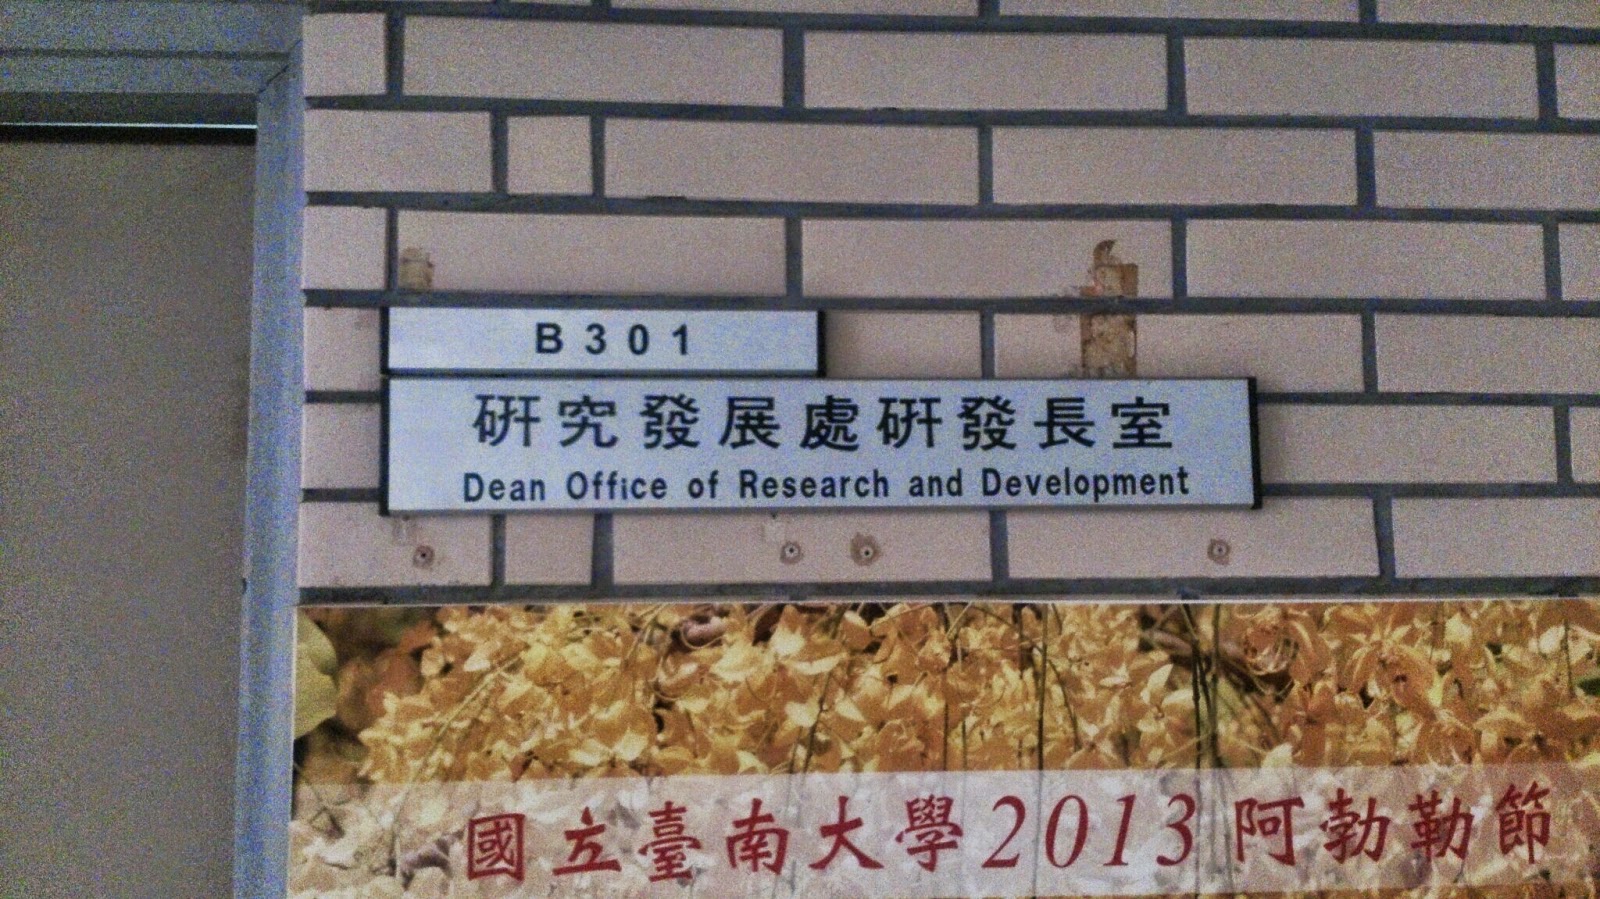 B301
研究發展處研發長室
Dean Office of Research and Development
國立臺南大學2013阿勃勒節